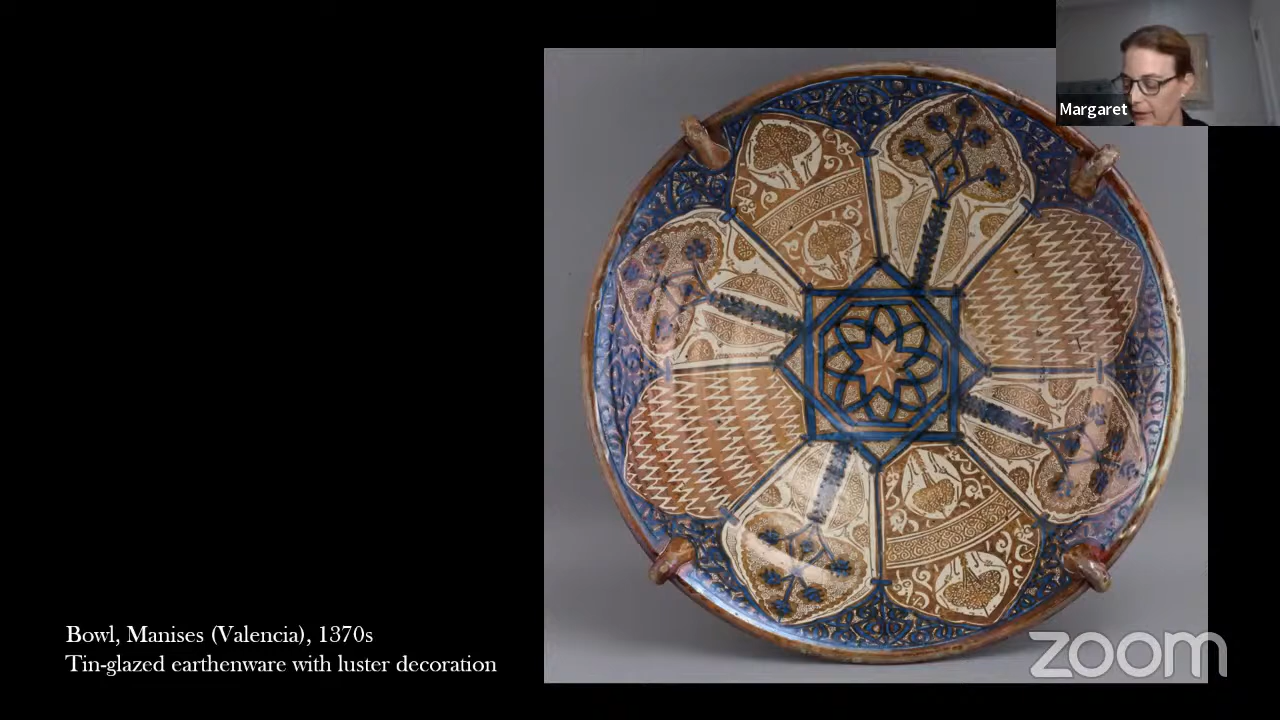 Margaret
Bowl, Manises (Valencia), 1370s
Tin-glazed earthenware with luster decoration
zoom